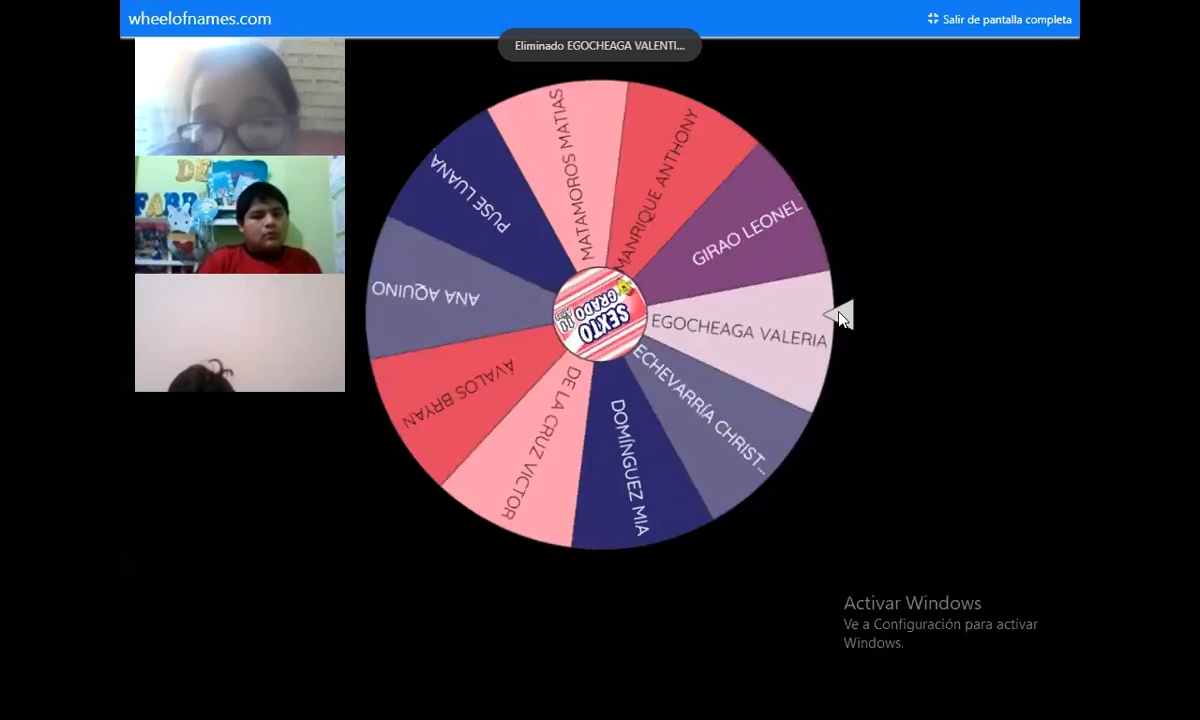 wheelofnames.com
Salir de pantalla completa
Eliminado EGOCHEAGA VALENTI...
MATAMOROS MATIAS
MANRIQUE ANTHONY
GIRAO LEONEL
EGOCHEAGA VALERIA
ECHEVARRÍA CHRIST...
DOMÍNGUEZ MIA
DE LA CRUZ VICTOR
ÁVALOS BRYAN
ANA AQUINO
PUSE LUANA
SEXTO
GRADO
DE
Activar Windows
Ve a Configuración para activar
Windows.